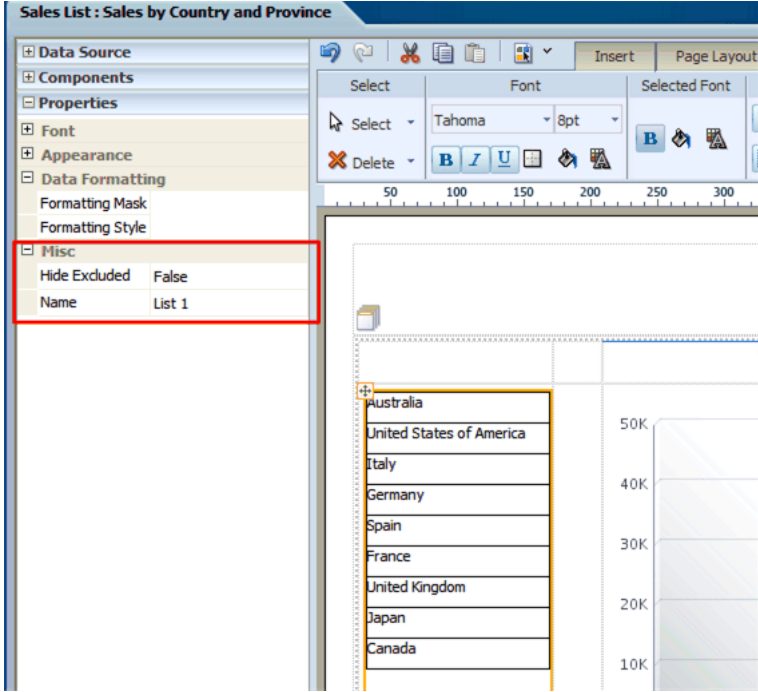 Sales List : Sales by Country and Province
Data Source
Components
Properties
Font
Appearance
Data Formatting
Formatting Mask
Formatting Style
Misc
Hide Excluded False
Name List 1
Insert Page Layout
Select Font Selected Font
Select Tahoma 8pt
Delete B I U A B A
50 100 150 200 250 300
Australia
United States of America
Italy
Germany
Spain
France
United Kingdom
Japan
Canada
50K
40K
30K
20K
10K